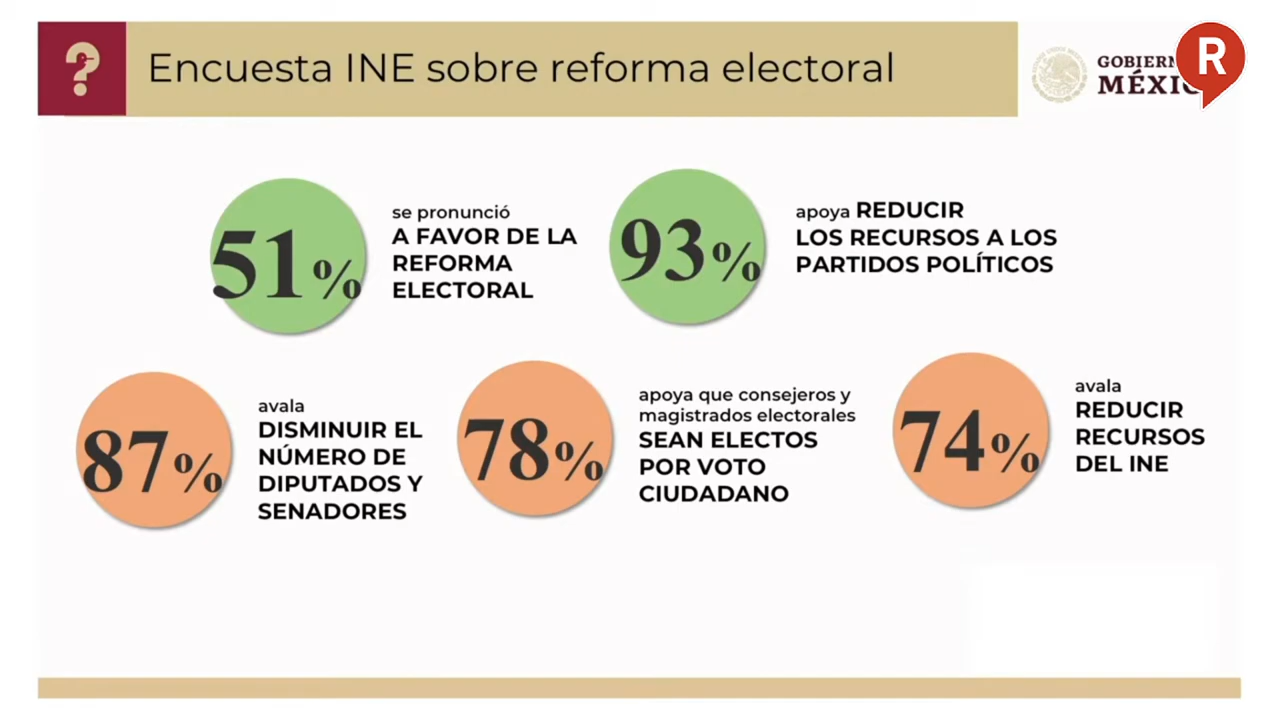 ?
Encuesta INE sobre reforma electoral
MÉXICO
R
51%
se pronunció
A FAVOR DE LA
REFORMA
ELECTORAL
93%
apoya REDUCIR
LOS RECURSOS A LOS
PARTIDOS POLÍTICOS
87%
avala
DISMINUIR EL
NÚMERO DE
DIPUTADOS Y
SENADORES
78%
apoya que consejeros y
magistrados electorales
SEAN ELECTOS
POR VOTO
CIUDADANO
74%
avala
REDUCIR
RECURSOS
DEL INE